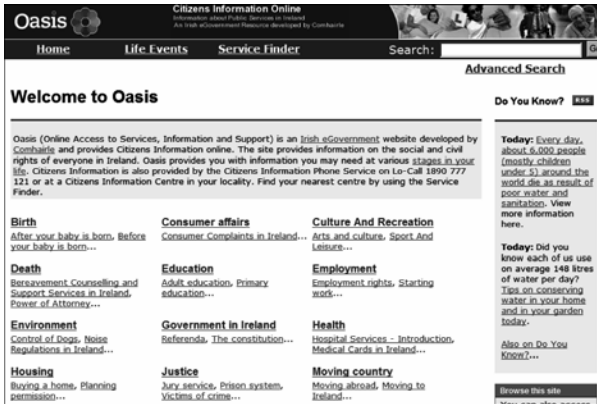 Oasis
Citizens Information Online
Information about Public Services in Ireland
An Irish eGovernment Resource developed by Comhairle
Home Life Events Service Finder Search:
Advanced Search
Welcome to Oasis
Oasis (Online Access to Services, Information and Support) is an Irish eGovernment website developed by
Comhairle and provides Citizens Information online. The site provides information on the social and civil
rights of everyone in Ireland. Oasis provides you with information you may need at various stages in your
life. Citizens Information is also provided by the Citizens Information Phone Service on Lo-Call 1890 777
121 or at a Citizens Information Centre in your locality. Find your nearest centre by using the Service
Finder.
Birth
After your baby is born, Before
your baby is born...
Consumer affairs
Consumer Complaints in Ireland...
Culture And Recreation
Arts and culture, Sport And
Leisure...
Death
Bereavement Counselling and
Support Services in Ireland,
Power of Attorney...
Education
Adult education, Primary
education...
Employment
Employment rights, Starting
work...
Environment
Control of Dogs, Noise
Regulations in Ireland...
Government in Ireland
Referenda, The constitution...
Health
Hospital Services - Introduction,
Medical Cards in Ireland...
Housing
Buying a home, Planning
permission...
Justice
Jury service, Prison system,
Victims of crime...
Moving country
Moving abroad, Moving to
Ireland...
Do You Know? RSS
Today: Every day,
about 6,000 people
(mostly children
under 5) around the
world die as result of
poor water and
sanitation. View
more information
here.
Today: Did you
know each of us use
on average 148 litres
of water per day?
Tips on conserving
water in your home
and in your garden
today.
Also on Do You
Know?...
Browse this site
You can also access